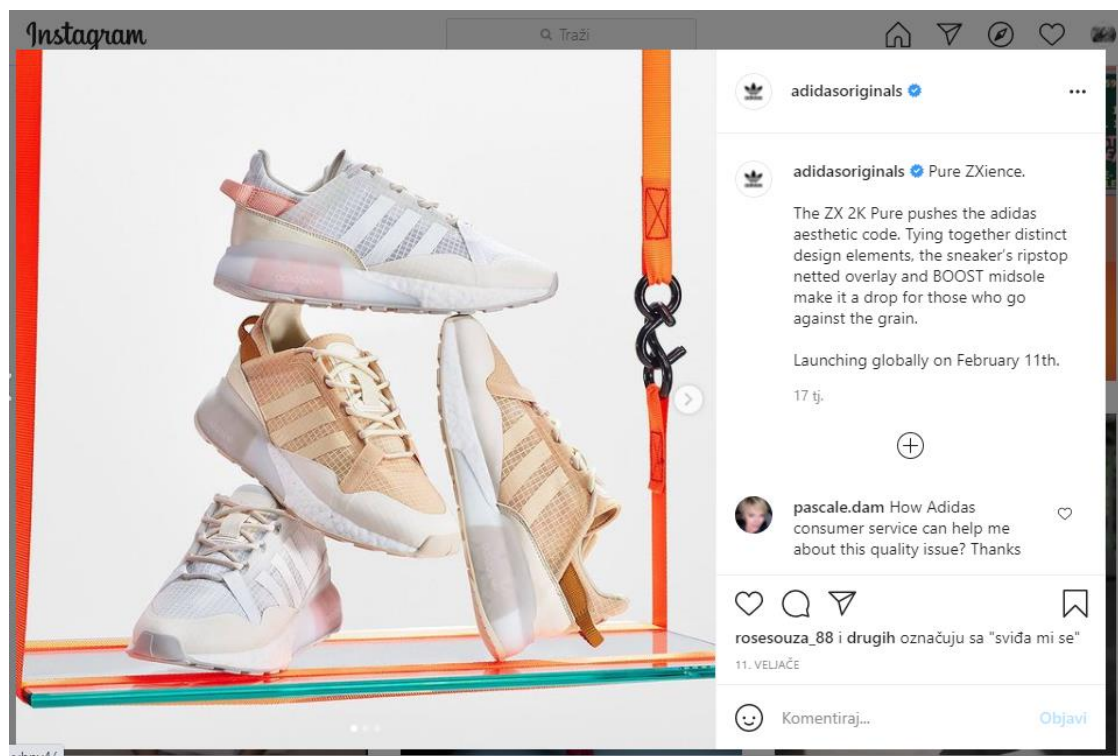 Instagram
Traži
adidasoriginals
adidasoriginals Pure ZXience.
The ZX 2K Pure pushes the adidas
aesthetic code. Tying together distinct
design elements, the sneaker's ripstop
netted overlay and BOOST midsole
make it a drop for those who go
against the grain.
Launching globally on February 11th.
17 tj.
pascale.dam How Adidas
consumer service can help me
about this quality issue? Thanks
rosesouza_88 i drugih označuju sa "sviđa mi se"
11. VELJAČE
Komentiraj...
Objavi